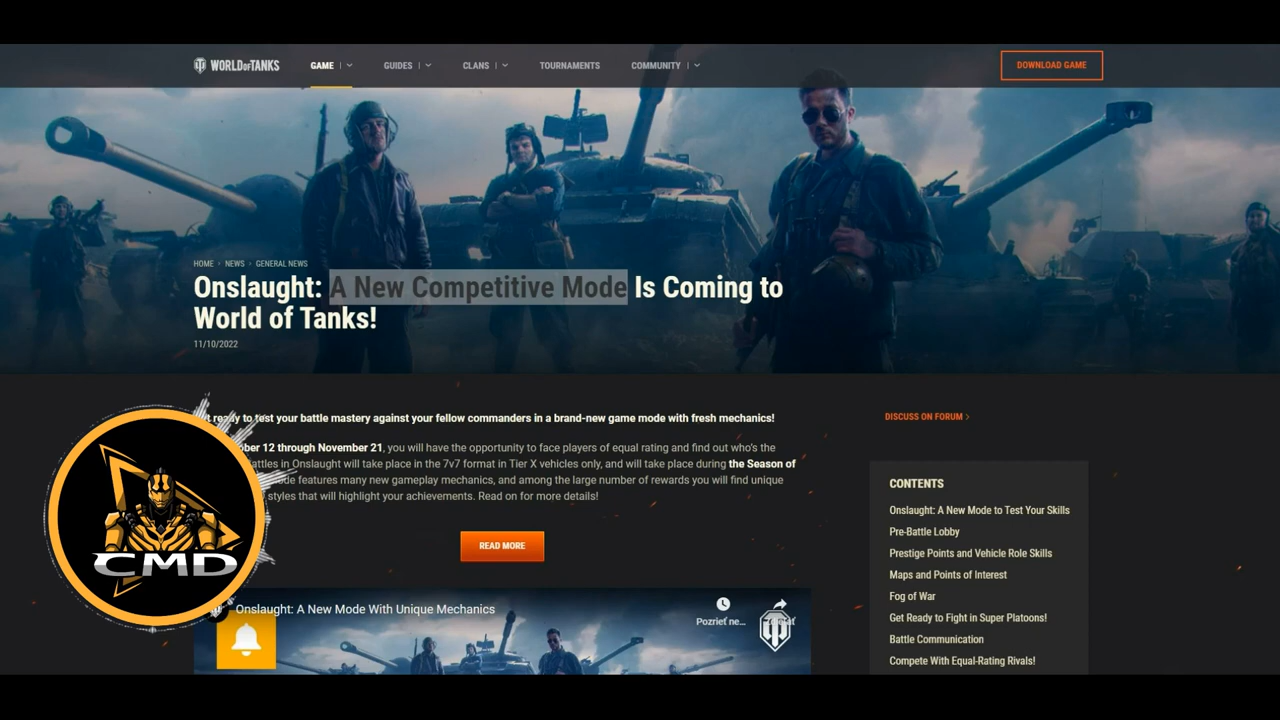 WORLD OF TANKS
GAME
GUIDES
CLANS
TOURNAMENTS
COMMUNITY
DOWNLOAD GAME
HOME › NEWS › GENERAL NEWS
Onslaught: A New Competitive Mode Is Coming to
World of Tanks!
11/10/2022
ready to test your battle mastery against your fellow commanders in a brand-new game mode with fresh mechanics!
12 through November 21, you will have the opportunity to face players of equal rating and find out who's the
in Onslaught will take place in the 7v7 format in Tier X vehicles only, and will take place during the Season of
features many new gameplay mechanics, and among the large number of rewards you will find unique
styles that will highlight your achievements. Read on for more details!
READ MORE
DISCUSS ON FORUM ›
CONTENTS
Onslaught: A New Mode to Test Your Skills
Pre-Battle Lobby
Prestige Points and Vehicle Role Skills
Maps and Points of Interest
Fog of War
Get Ready to Fight in Super Platoons!
Battle Communication
Compete With Equal-Rating Rivals!
CMD
Onslaught: A New Mode With Unique Mechanics
Pozrieť ne...